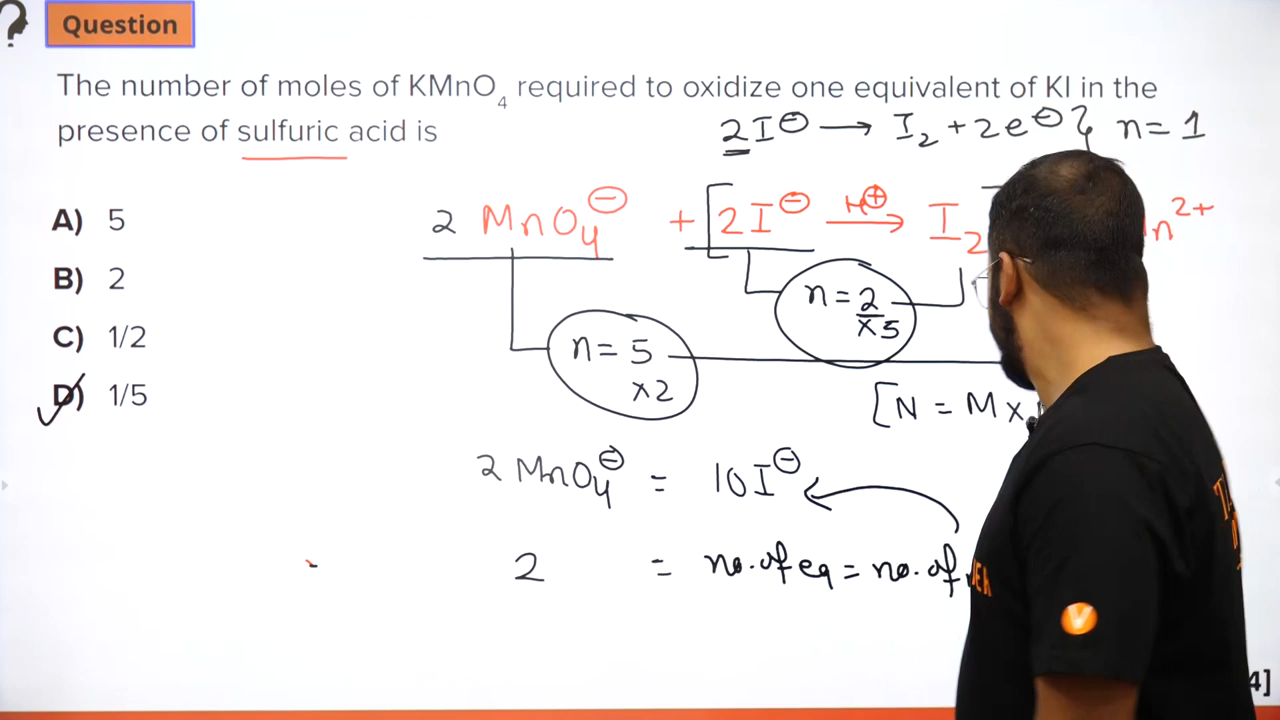 ?
Question
The number of moles of KMnO₄ required to oxidize one equivalent of KI in the
presence of sulfuric acid is
2I⊖ → I₂ + 2e⊖} n = 1
A) 5
B) 2
C) 1/2
D) 1/5
2 MnO₄⊖ + [2I⊖ H⊕→ I₂ n²⁺
n = 2
×5
n = 5
×2
[N = M ×
2 MnO₄⊖ = 10I⊖
2 = no. of eq = no. of
V
4]